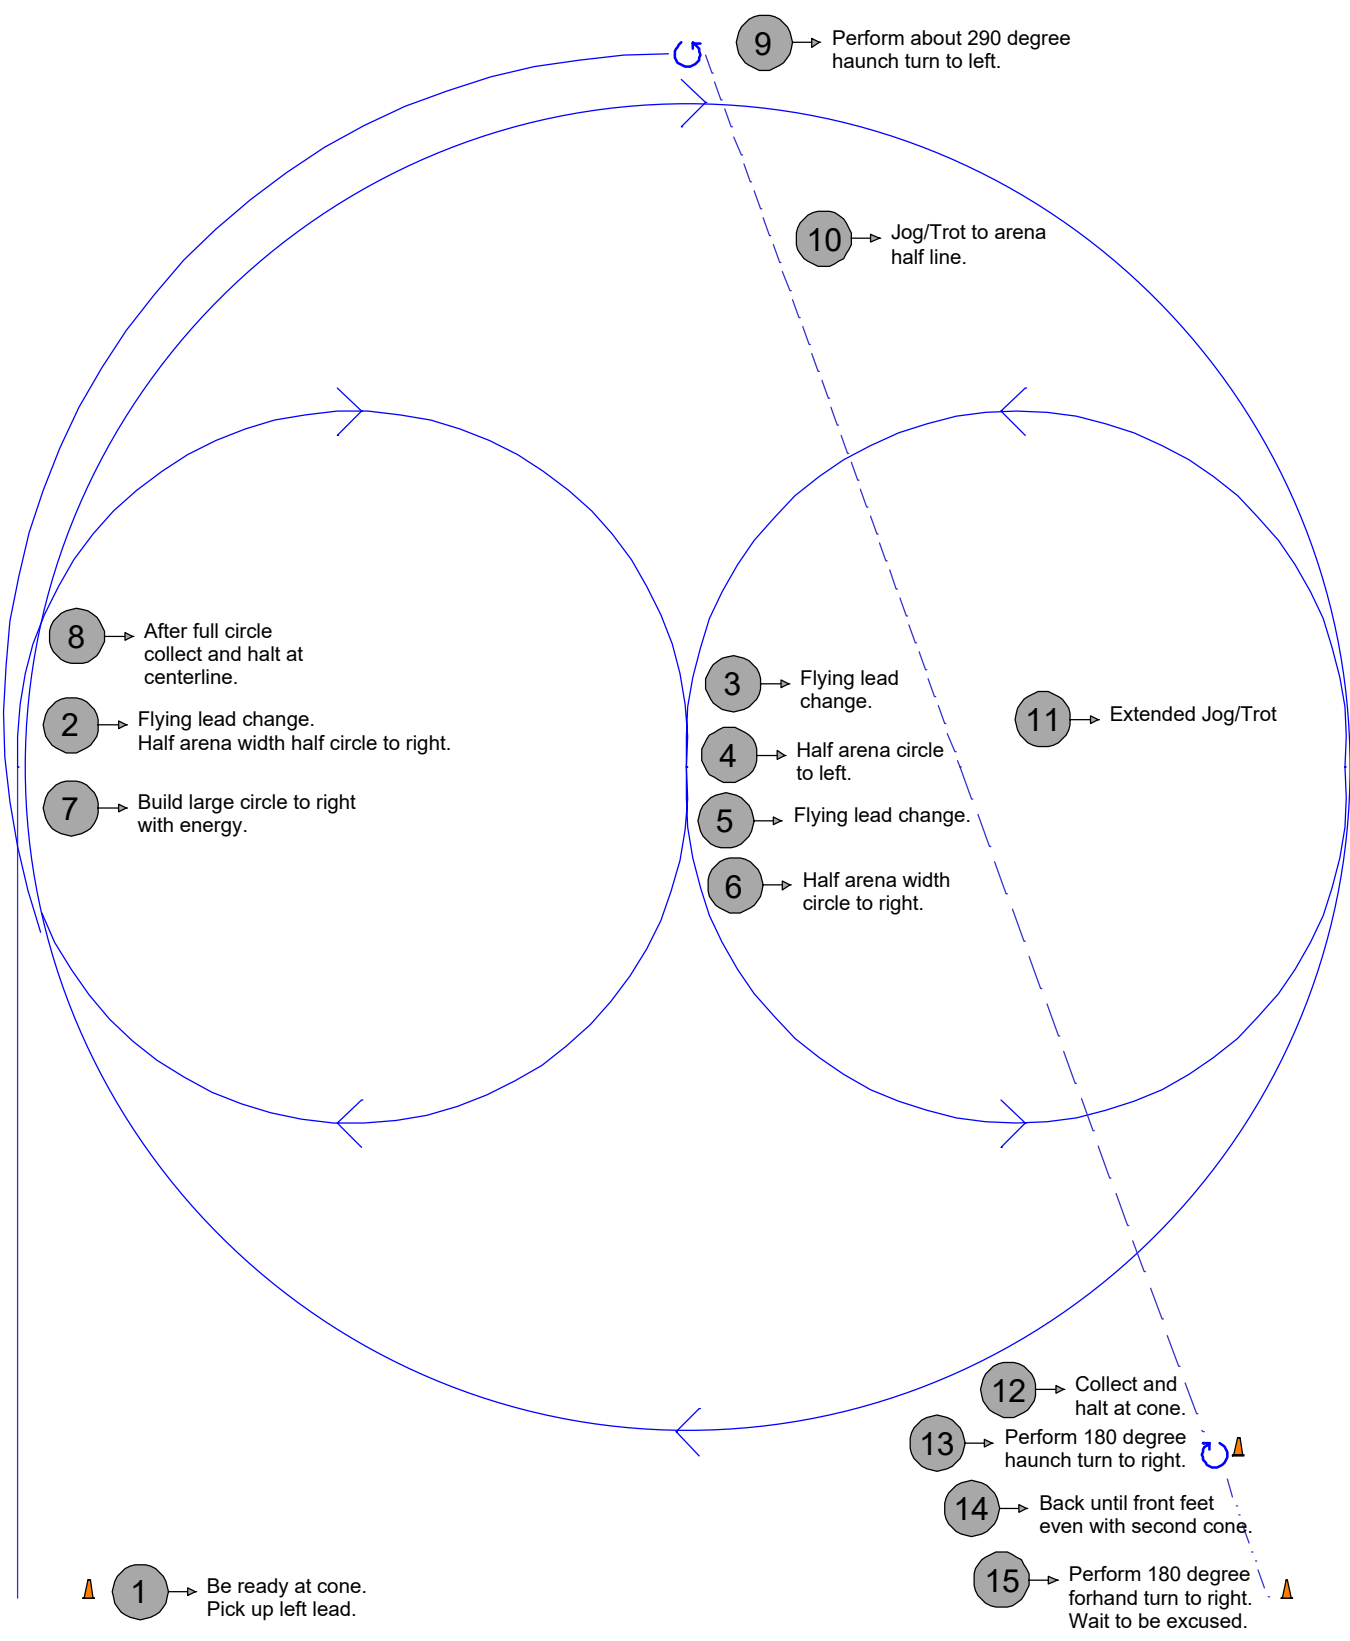 9 Perform about 290 degree
haunch turn to left.
10 Jog/Trot to arena
half line.
8 After full circle
collect and halt at
centerline.
2 Flying lead change.
Half arena width half circle to right.
7 Build large circle to right
with energy.
3 Flying lead
change.
4 Half arena circle
to left.
5 Flying lead change.
6 Half arena width
circle to right.
11 Extended Jog/Trot
12 Collect and
halt at cone.
13 Perform 180 degree
haunch turn to right.
14 Back until front feet
even with second cone.
15 Perform 180 degree
forhand turn to right.
Wait to be excused.
1 Be ready at cone.
Pick up left lead.